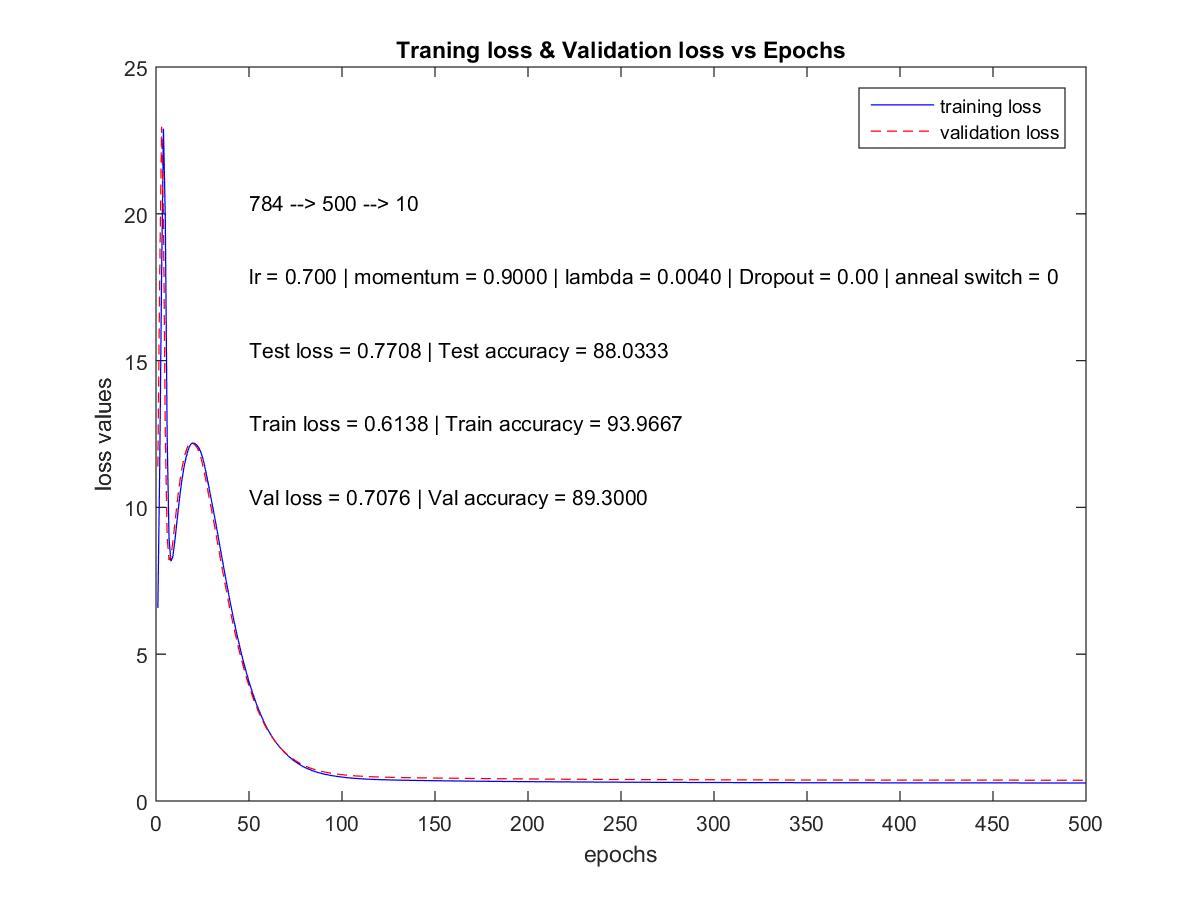 Traning loss & Validation loss vs Epochs
training loss
validation loss
784 --> 500 --> 10
lr = 0.700 | momentum = 0.9000 | lambda = 0.0040 | Dropout = 0.00 | anneal switch = 0
Test loss = 0.7708 | Test accuracy = 88.0333
Train loss = 0.6138 | Train accuracy = 93.9667
Val loss = 0.7076 | Val accuracy = 89.3000
loss values
25
20
15
10
5
0
0 50 100 150 200 250 300 350 400 450 500
epochs